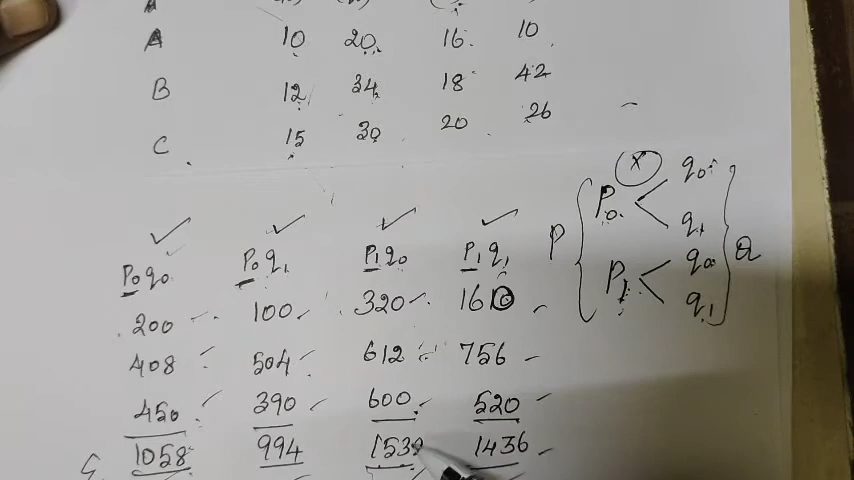 A 10 20 16 10
B 12 34 18 42
C 15 30 20 26
P0q0 P0q1 P1q0 P1q1
200 100 320 160
408 504 612 756
450 390 600 520
1058 994 153 1436
X
P P0 q0 q1
P1 q0 q1 Q